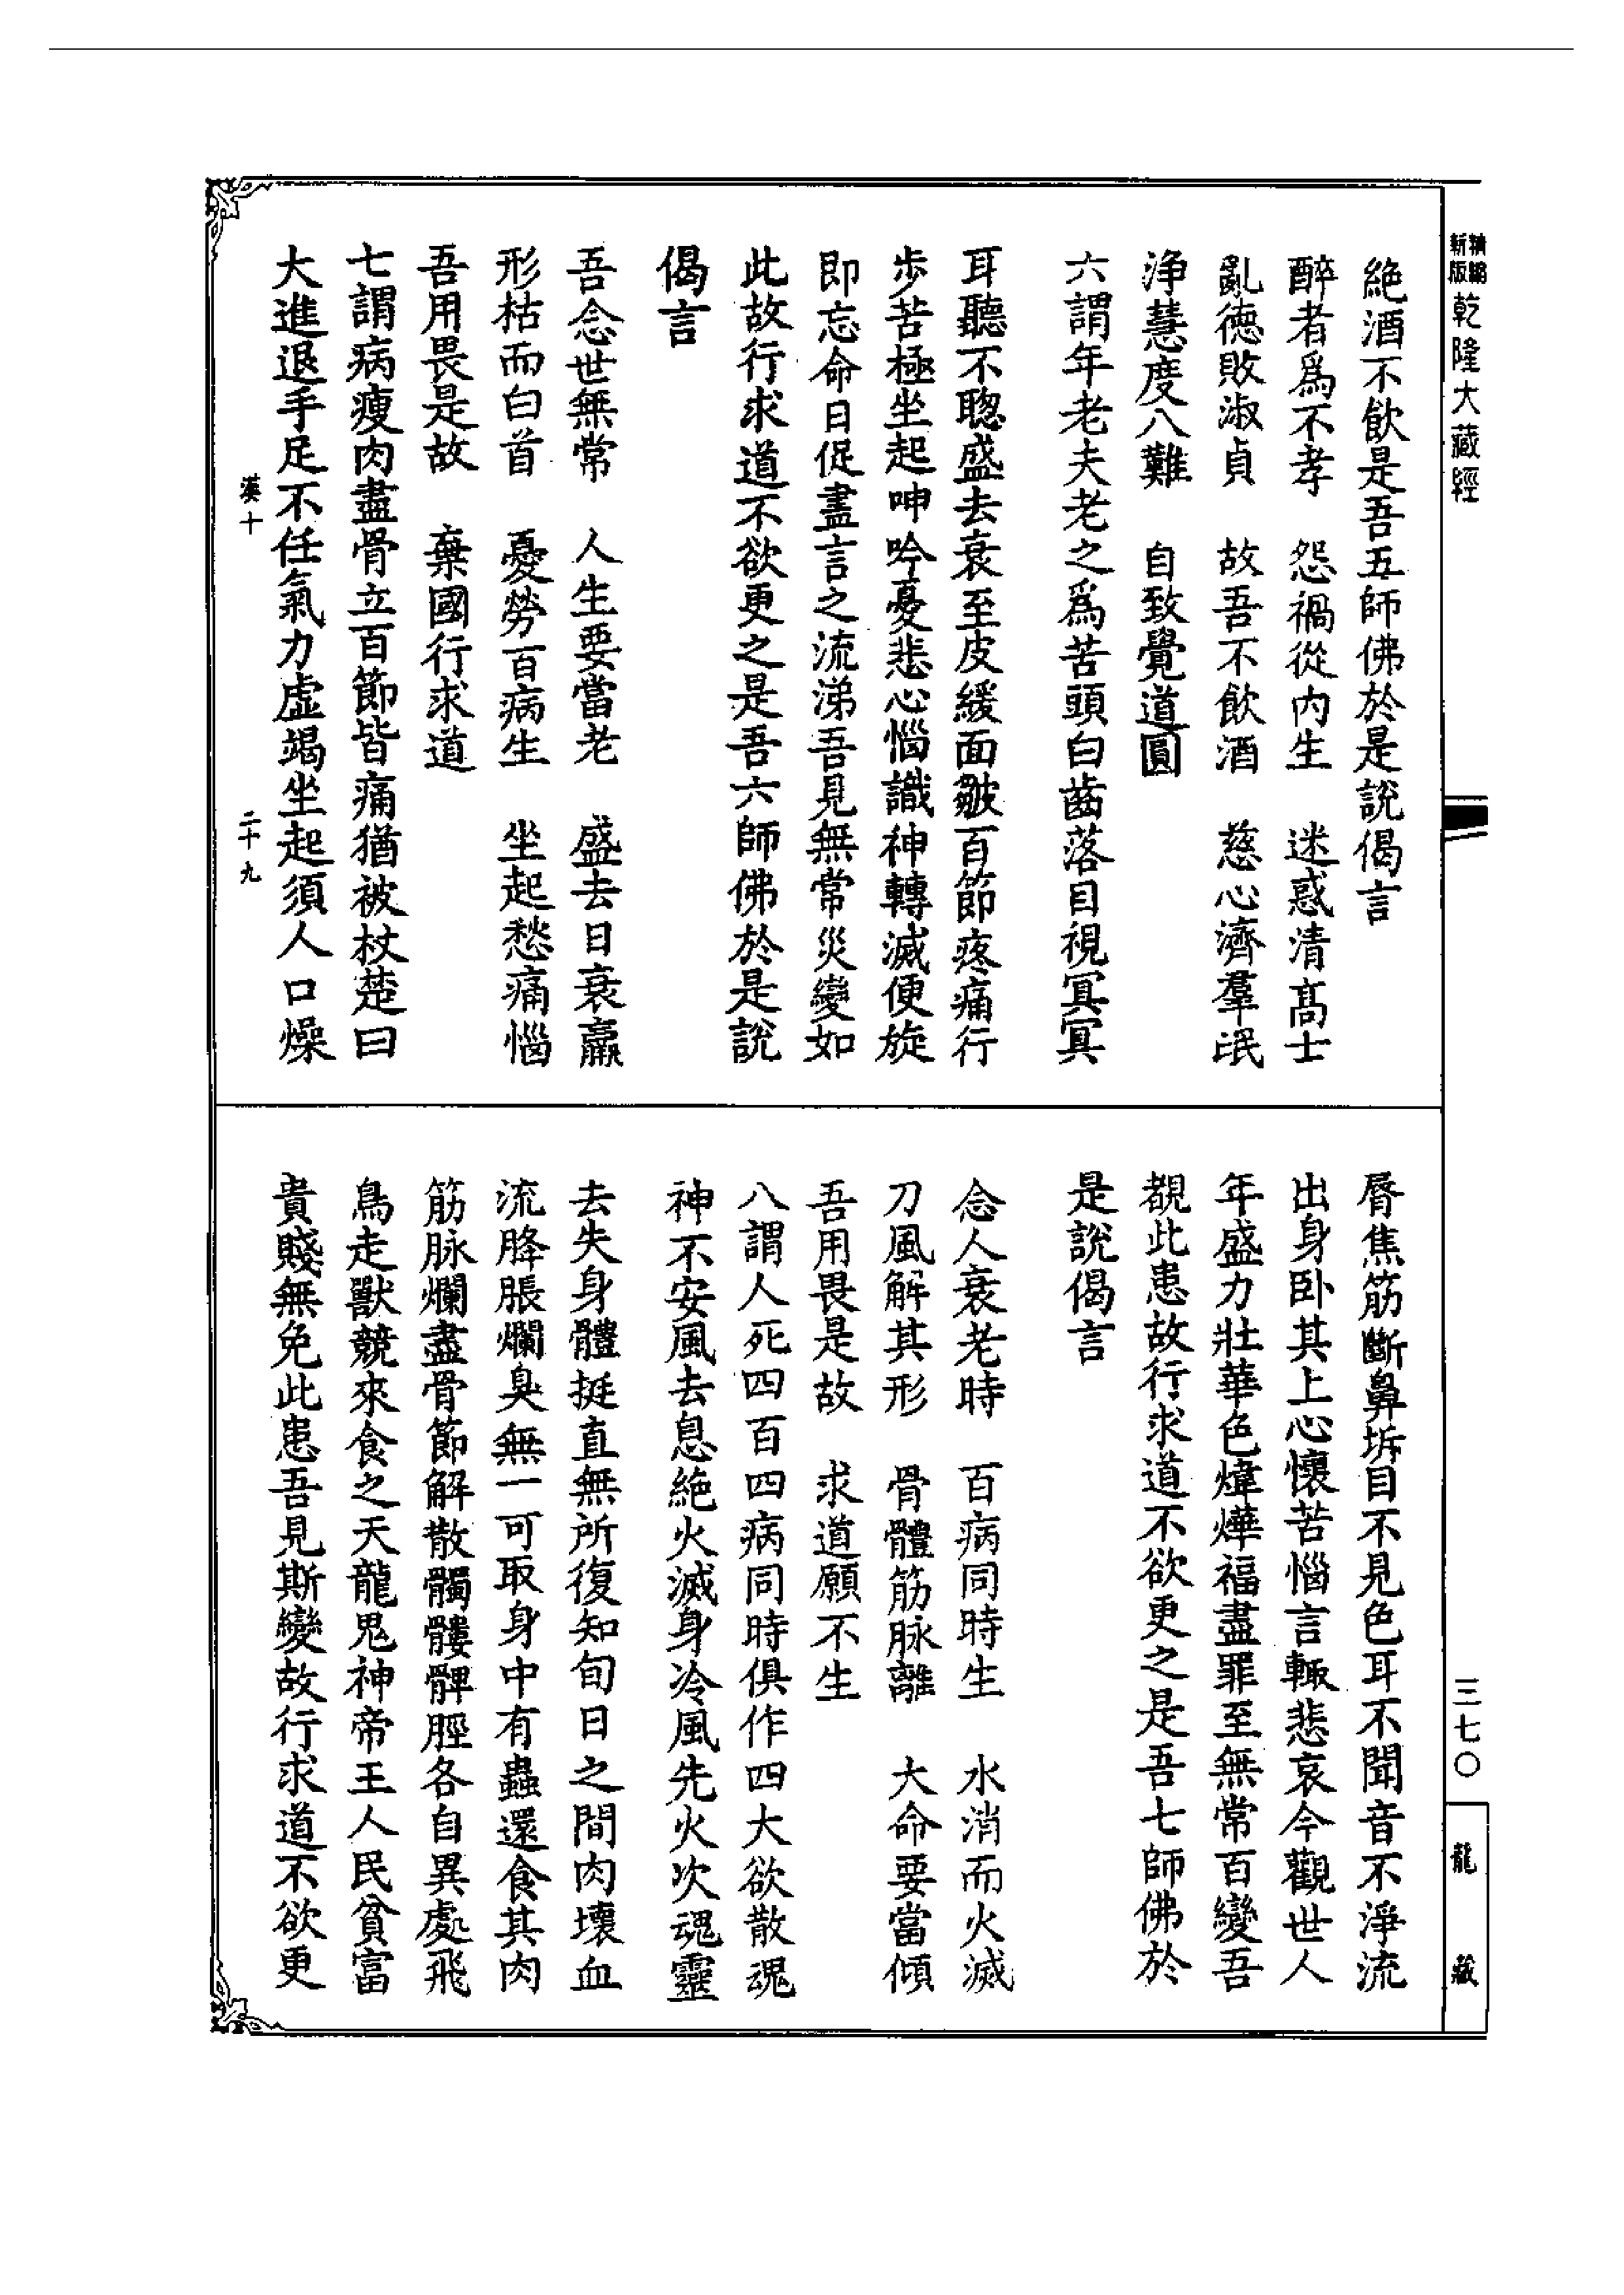 精縮新版乾隆大藏經
絶酒不飲是吾五師佛於是說偈言
醉者爲不孝　怨禍從内生　迷惑清髙士
亂德敗淑貞　故吾不飲酒　慈心濟羣氓
淨慧度八難　自致覺道圓
六謂年老夫老之爲苦頭白齒落目視冥冥
耳聽不聦盛去衰至皮緩面皺百節疼痛行
步苦極坐起呻吟憂悲心惱識神轉滅便旋
即忘命日促盡言之流涕吾見無常災變如
此故行求道不欲更之是吾六師佛於是說
偈言
吾念世無常　人生要當老　盛去日衰羸
形枯而白首　憂勞百病生　坐起愁痛惱
吾用畏是故　棄國行求道
七謂病瘦肉盡骨立百節皆痛猶被杖楚曰
大進退手足不任氣力虛竭坐起須人口燥
漢十　二十九
脣焦筋斷鼻坼目不見色耳不聞音不淨流
出身卧其上心懷苦惱言輙悲哀今觀世人
年盛力壯華色煒燁福盡罪至無常百變吾
覩此患故行求道不欲更之是吾七師佛於
是說偈言
念人衰老時　百病同時生　水消而火滅
刀風解其形　骨體筋脉離　大命要當傾
吾用畏是故　求道願不生
八謂人死四百四病同時俱作四大欲散魂
神不安風去息絶火滅身冷風先火次魂靈
去失身體挺直無所復知旬日之間肉壞血
流膖脹爛臭無一可取身中有蟲還食其肉
筋脉爛盡骨節解散髑髏髀脛各自異處飛
鳥走獸競來食之天龍鬼神帝王人民貧富
貴賤無免此患吾見斯變故行求道不欲更
三七〇
龍藏